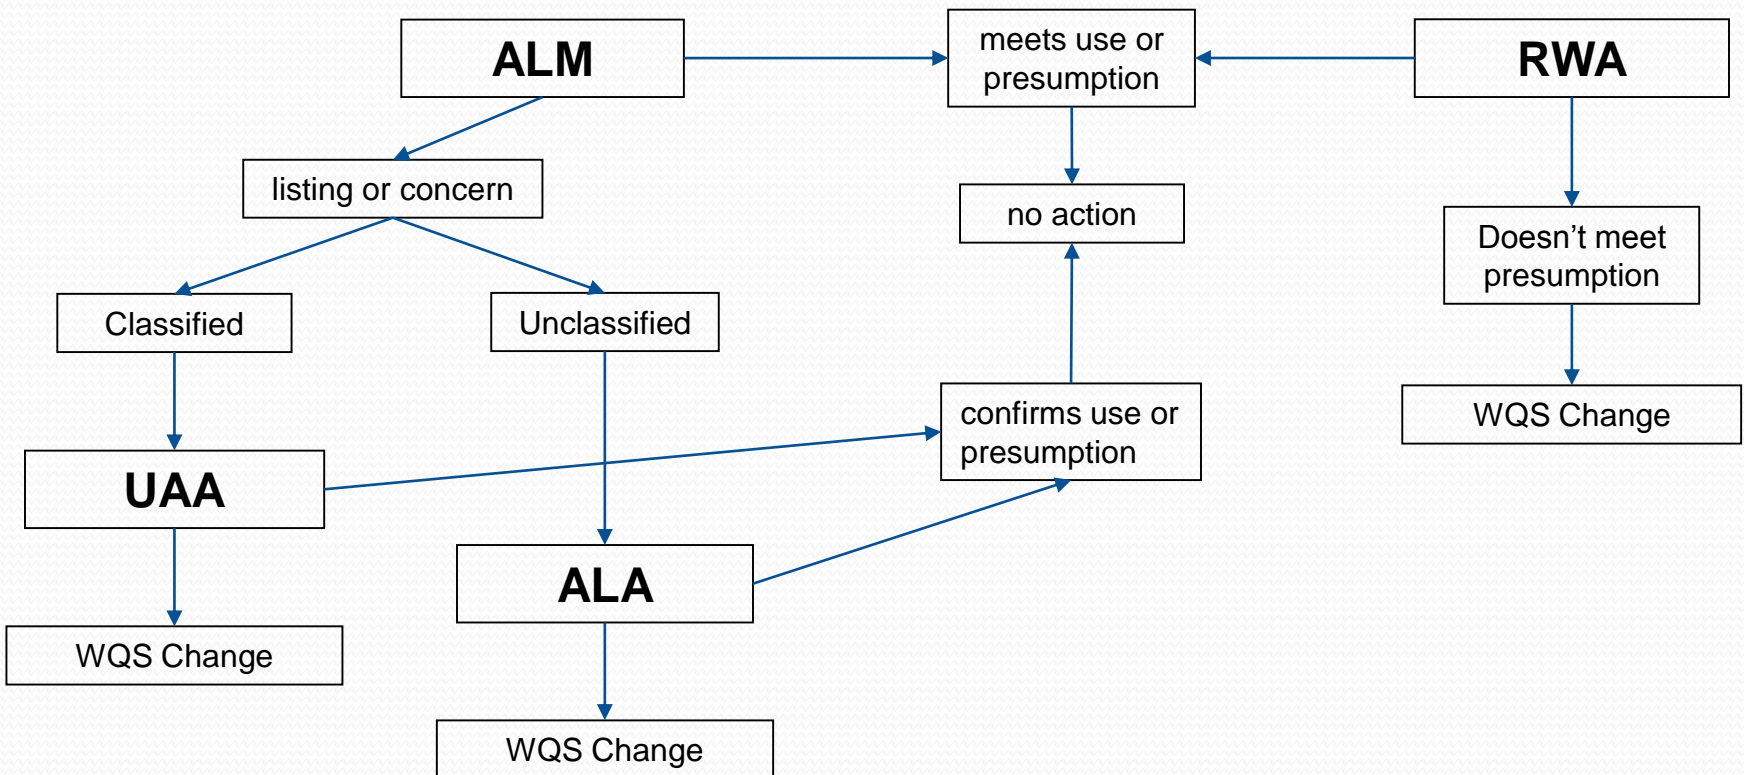 ALM
meets use or
presumption
RWA
listing or concern
no action
Doesn’t meet
presumption
Classified
Unclassified
confirms use or
presumption
WQS Change
UAA
ALA
WQS Change
WQS Change